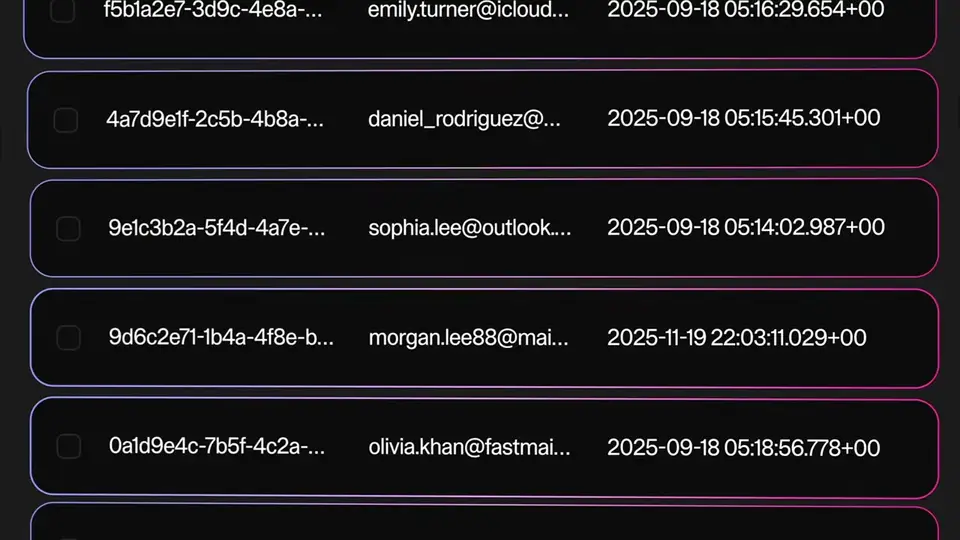 f5b1a2e7-3d9c-4e8a-... emily.turner@icloud... 2025-09-18 05:16:29.654+00
4a7d9e1f-2c5b-4b8a-... daniel_rodriguez@... 2025-09-18 05:15:45.301+00
9e1c3b2a-5f4d-4a7e-... sophia.lee@outlook.... 2025-09-18 05:14:02.987+00
9d6c2e71-1b4a-4f8e-b... morgan.lee88@mai... 2025-11-19 22:03:11.029+00
0a1d9e4c-7b5f-4c2a-... olivia.khan@fastmai... 2025-09-18 05:18:56.778+00